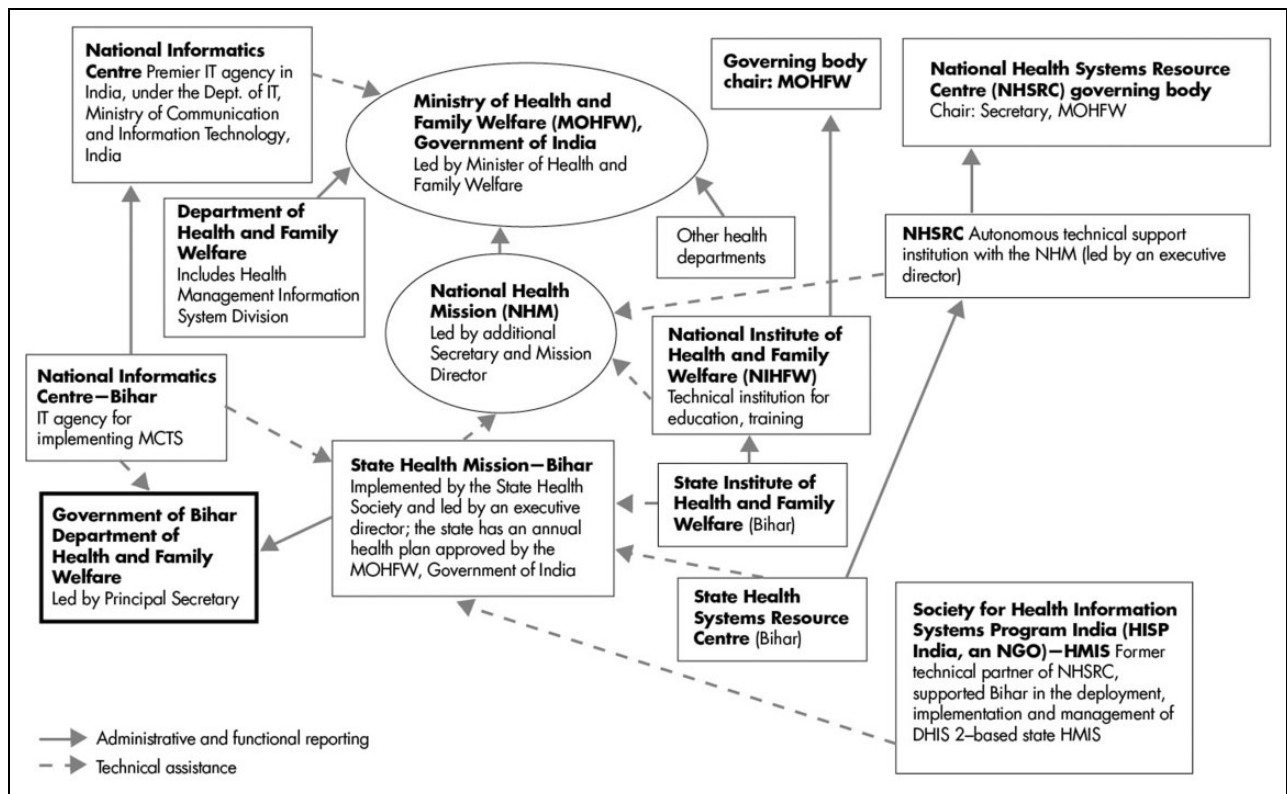 National Informatics
Centre Premier IT agency in
India, under the Dept. of IT,
Ministry of Communication
and Information Technology,
India
Ministry of Health and
Family Welfare (MOHFW),
Government of India
Led by Minister of Health and
Family Welfare
Governing body
chair: MOHFW
National Health Systems Resource
Centre (NHSRC) governing body
Chair: Secretary, MOHFW
Department of
Health and Family
Welfare
Includes Health
Management Information
System Division
Other health
departments
NHSRC Autonomous technical support
institution with the NHM (led by an executive
director)
National Health
Mission (NHM)
Led by additional
Secretary and Mission
Director
National Institute of
Health and Family
Welfare (NIHFW)
Technical institution for
education, training
National Informatics
Centre—Bihar
IT agency for
implementing MCTS
State Health Mission—Bihar
Implemented by the State Health
Society and led by an executive
director; the state has an annual
health plan approved by the
MOHFW, Government of India
State Institute of
Health and Family
Welfare (Bihar)
Government of Bihar
Department of
Health and Family
Welfare
Led by Principal Secretary
State Health
Systems Resource
Centre (Bihar)
Society for Health Information
Systems Program India (HISP
India, an NGO)—HMIS Former
technical partner of NHSRC,
supported Bihar in the deployment,
implementation and management of
DHIS 2–based state HMIS
Administrative and functional reporting
Technical assistance